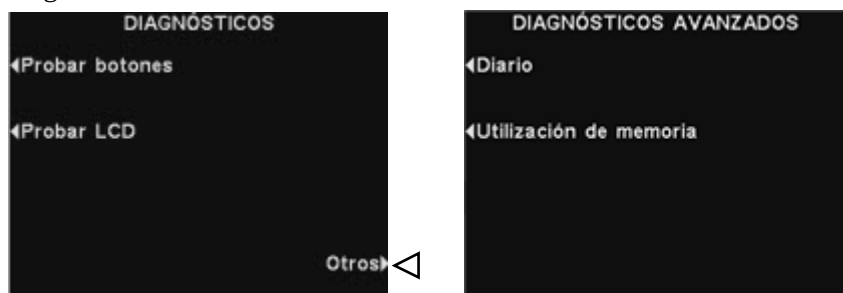 DIAGNÓSTICOS
◀Probar botones
◀Probar LCD
Otros▶
DIAGNÓSTICOS AVANZADOS
◀Diario
◀Utilización de memoria